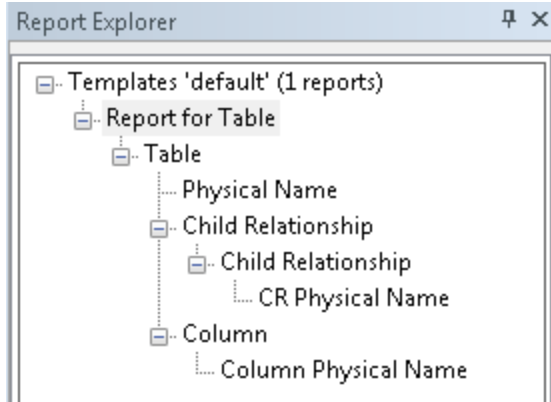 Report Explorer
Templates 'default' (1 reports)
Report for Table
Table
Physical Name
Child Relationship
Child Relationship
CR Physical Name
Column
Column Physical Name